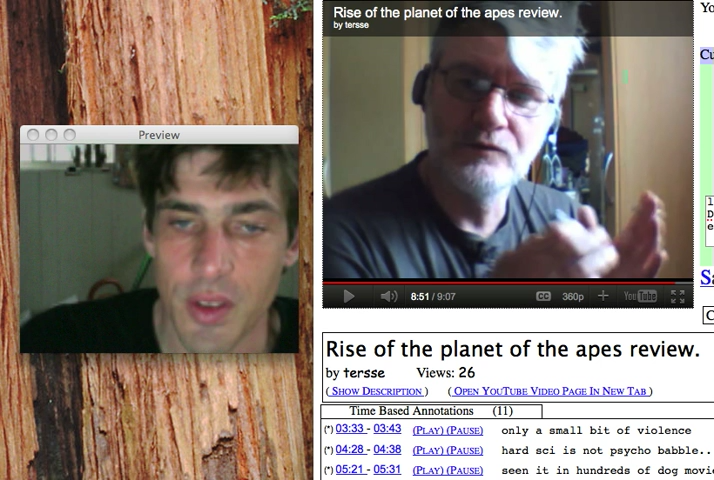 Rise of the planet of the apes review.
by tersse
Preview
8:51 / 9:07
CC
360p
YouTube
Rise of the planet of the apes review.
by tersse Views: 26
( SHOW DESCRIPTION ) ( OPEN YOUTUBE VIDEO PAGE IN NEW TAB )
Time Based Annotations (11)
(*) 03:33 - 03:43 (PLAY) (PAUSE) only a small bit of violence
(*) 04:28 - 04:38 (PLAY) (PAUSE) hard sci is not psycho babble..
(*) 05:21 - 05:31 (PLAY) (PAUSE) seen it in hundreds of dog movie